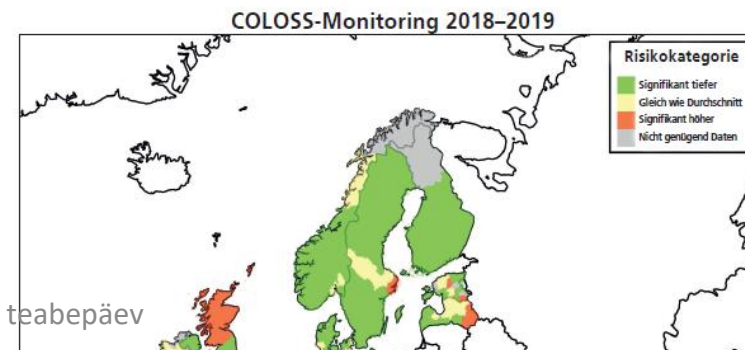 COLOSS-Monitoring 2018–2019
Risikokategorie
Signifikant tiefer
Gleich wie Durchschnitt
Signifikant höher
Nicht genügend Daten
teabepäev